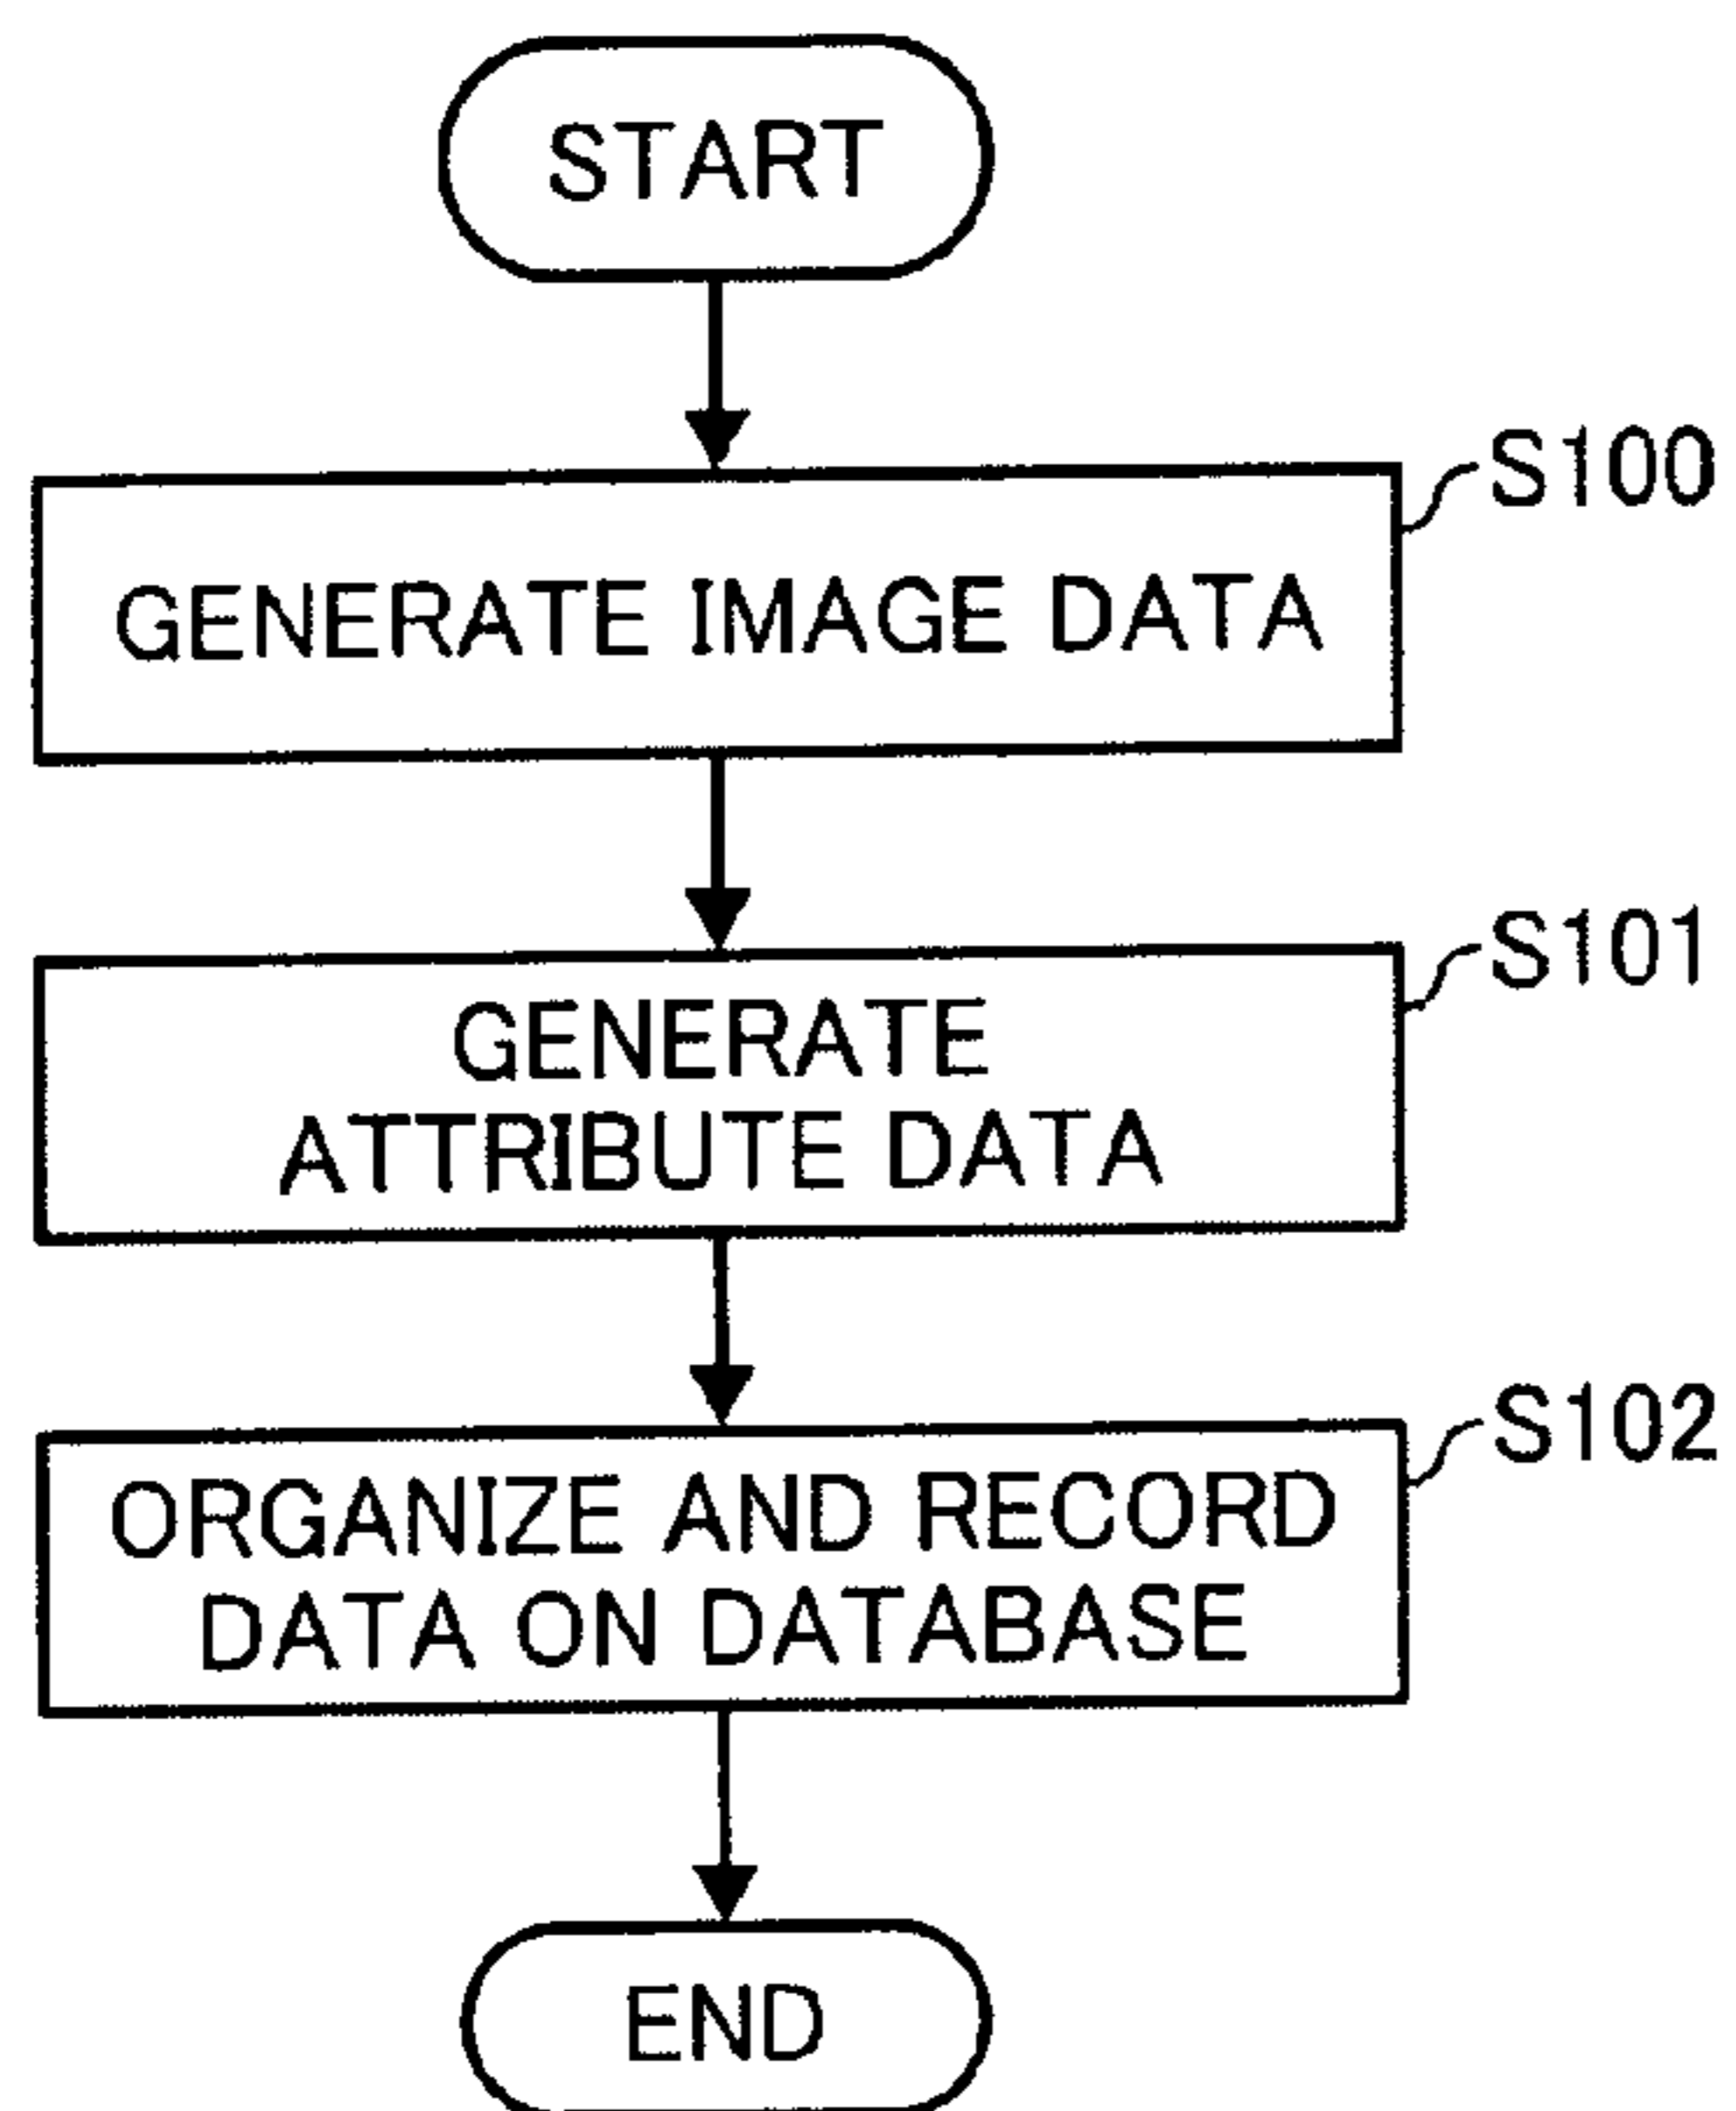 START
S100
GENERATE IMAGE DATA
S101
GENERATE
ATTRIBUTE DATA
S102
ORGANIZE AND RECORD
DATA ON DATABASE
END